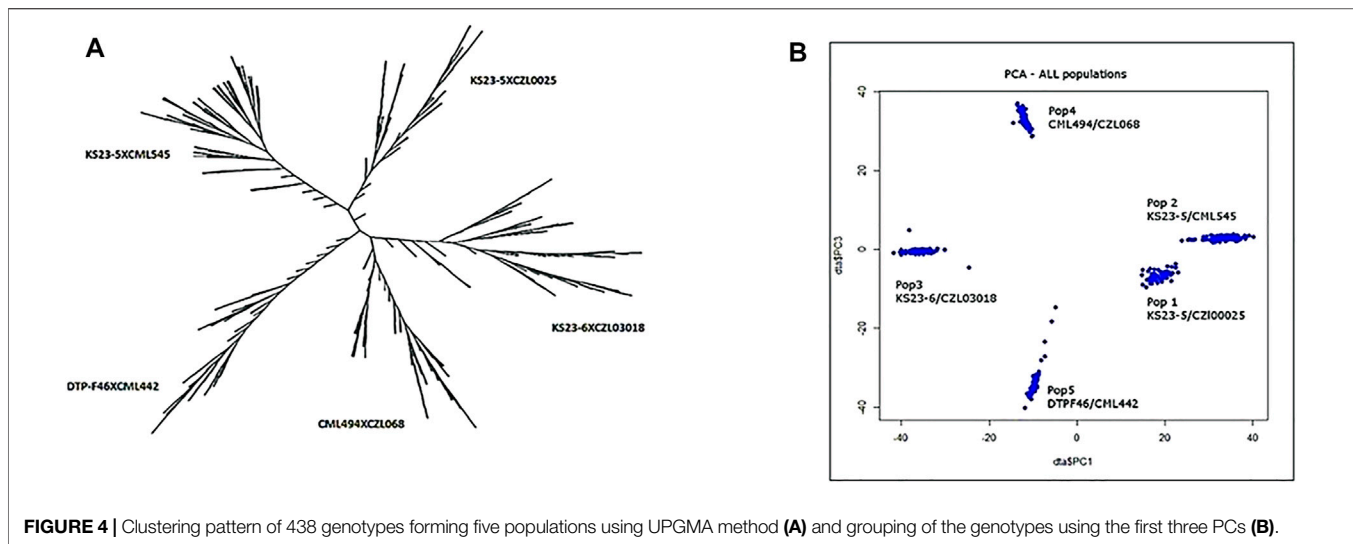 A
KS23-5XCZL0025
KS23-5XCML545
KS23-6XCZL03018
DTP-F46XCML442
CML494XCZL068
B
PCA - ALL populations
40
20
0
-20
-40
dta$PC3
Pop4
CML494/CZL068
Pop 2
KS23-5/CML545
Pop3
KS23-6/CZL03018
Pop 1
KS23-5/CZI00025
Pop5
DTPF46/CML442
-40 -20 0 20 40
dta$PC1
FIGURE 4 | Clustering pattern of 438 genotypes forming five populations using UPGMA method (A) and grouping of the genotypes using the first three PCs (B).